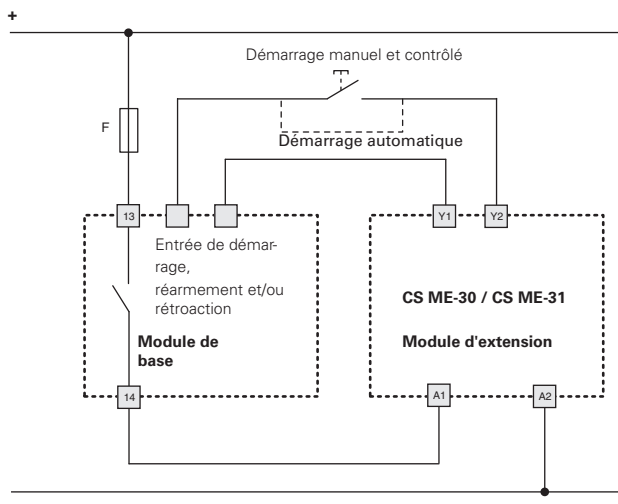 +
Démarrage manuel et contrôlé
F
Démarrage automatique
13
Y1
Y2
Entrée de démar-
rage,
réarmement et/ou
rétroaction
Module de
base
CS ME-30 / CS ME-31
Module d'extension
14
A1
A2